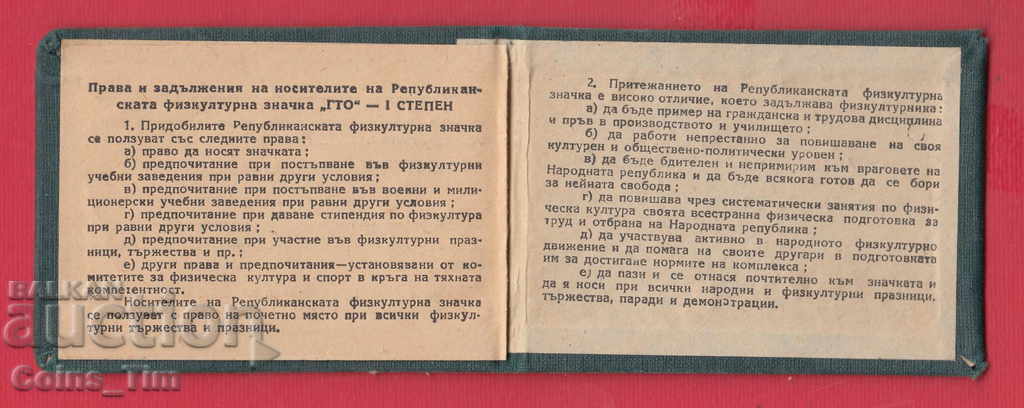 Права и задължения на носителите на Републикан-
ската физкултурна значка „ГТО“ — I СТЕПЕН
1. Придобилите Републиканската физкултурна значка
се ползуват със следните права:
а) право да носят значката;
б) предпочитание при постъпване във физкултурни
учебни заведения при равни други условия;
в) предпочитание при постъпване във военни и мили-
ционерски учебни заведения при равни други условия;
г) предпочитание при даване стипендия по физкултура
при равни други условия;
д) предпочитание при участие във физкултурни праз-
ници, тържества и пр.;
е) други права и предпочитания—установявани от ко-
митетите за физическа култура и спорт в кръга на тяхната
компетентност.
Носителите на Републиканската физкултурна значка
се ползуват с право на почетно място при всички физкул-
турни тържества и празници.
2. Притежанието на Републиканската физкултурна
значка е високо отличие, което задължава физкултурника:
а) да бъде пример на гражданска и трудова дисциплина
и пръв в производството и училището;
б) да работи непрестанно за повишаване на своя
културен и обществено-политически уровен;
в) да бъде бдителен и непримирим към враговете на
Народната република и да бъде всякога готов да се бори
за нейната свобода;
г) да повишава чрез систематически занятия по физи-
ческа култура своята всестранна физическа подготовка за
труд и отбрана на Народната република;
д) да участвува активно в народното физкултурно
движение и да помага на своите другари в подготовката
им за достигане нормите на комплекса;
е) да пази и се отнася почтително към значката и
да я носи при всички народни и физкултурни празници,
тържества, паради и демонстрации.
BALKAN
auction
Coins_Tim